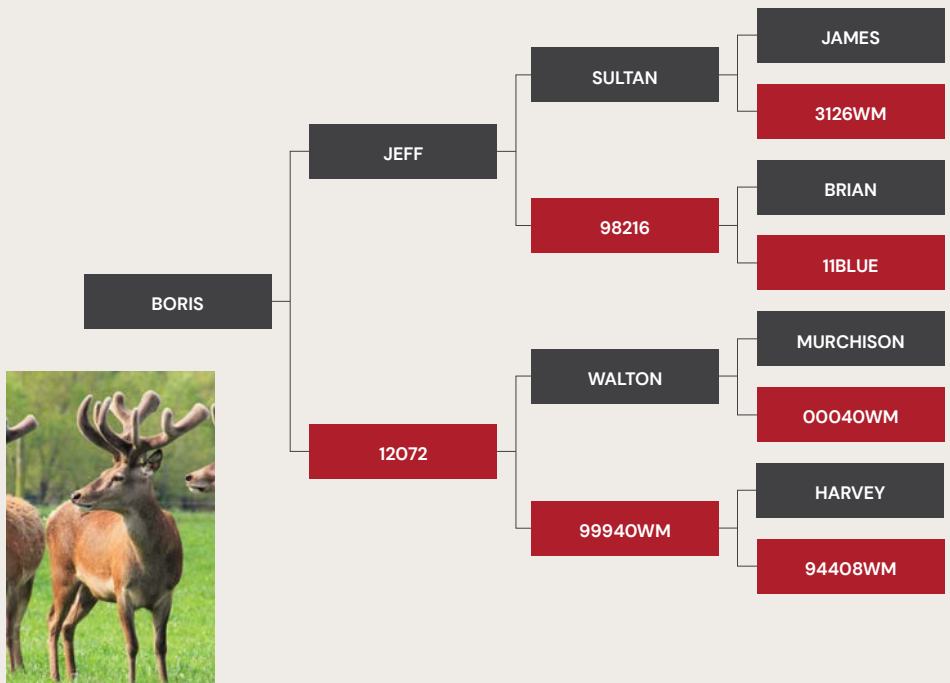 JAMES
SULTAN
3126WM
JEFF
BRIAN
98216
11BLUE
BORIS
MURCHISON
WALTON
00040WM
12072
HARVEY
99940WM
94408WM